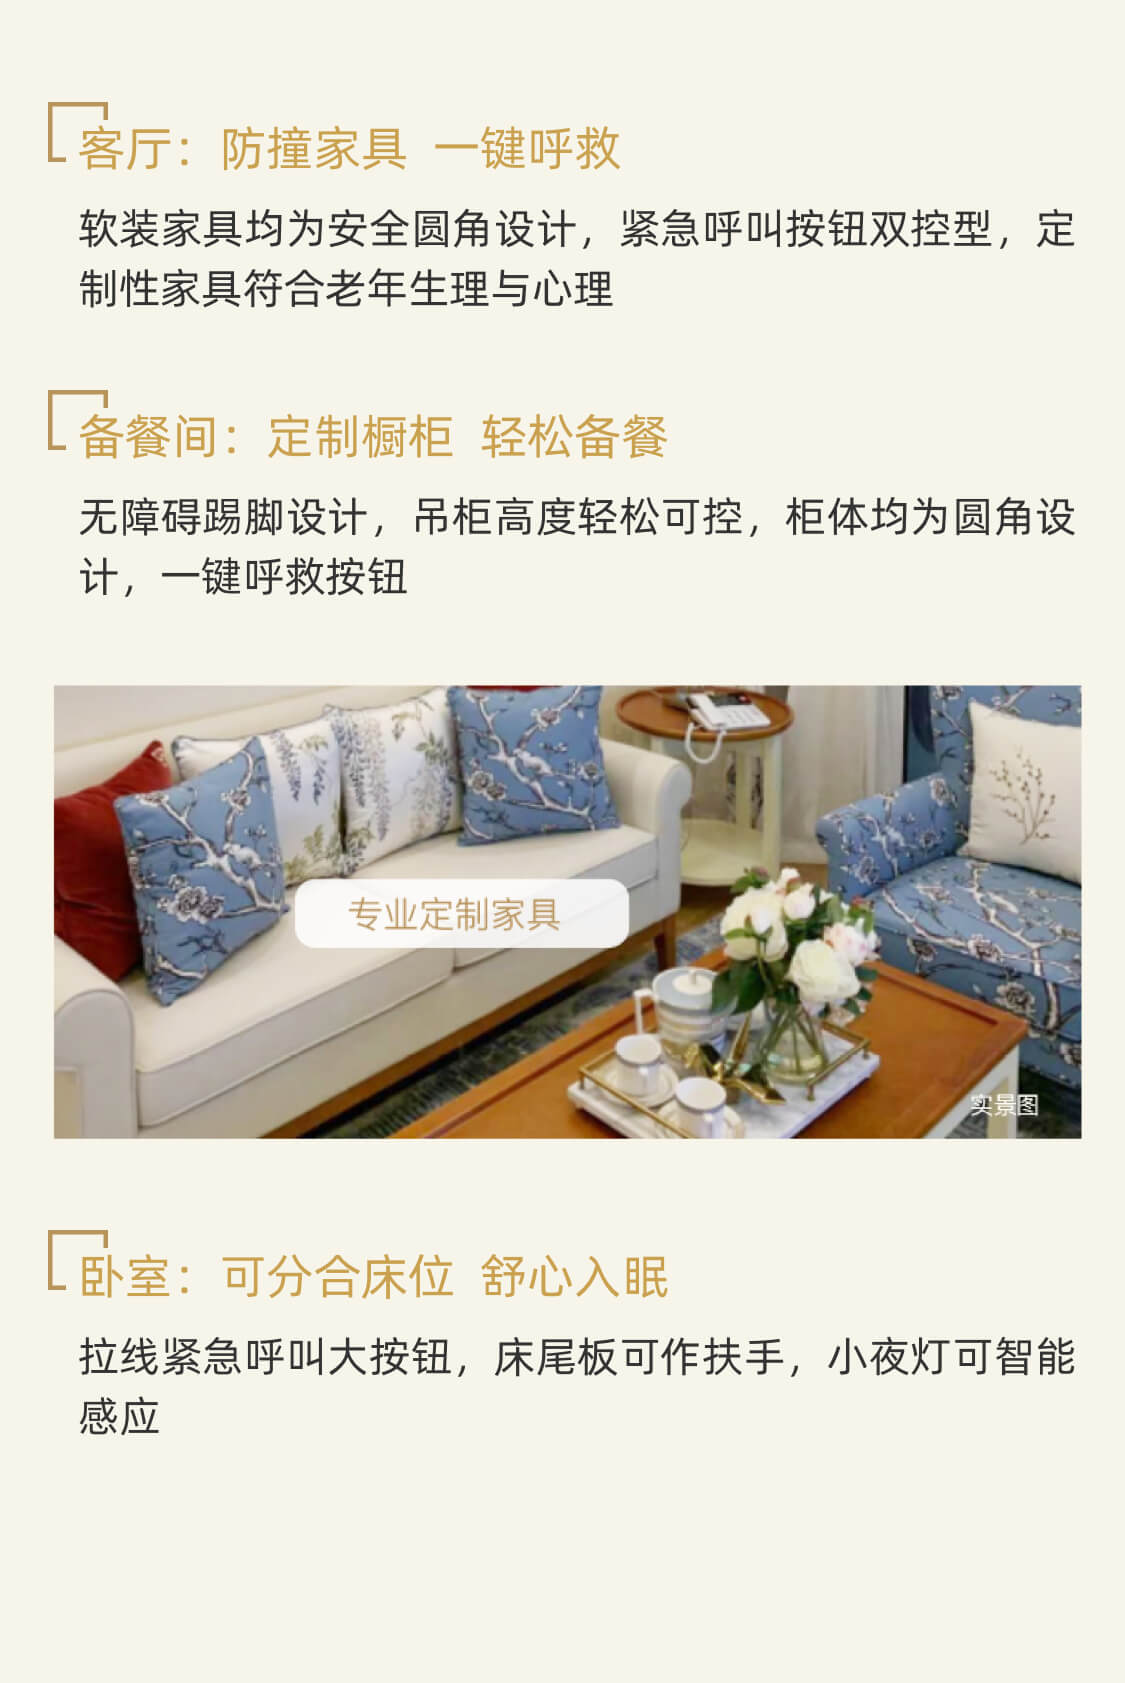 客厅：防撞家具 一键呼救
软装家具均为安全圆角设计，紧急呼叫按钮双控型，定
制性家具符合老年生理与心理
备餐间：定制橱柜 轻松备餐
无障碍踢脚设计，吊柜高度轻松可控，柜体均为圆角设
计，一键呼救按钮
专业定制家具
实景图
卧室：可分合床位 舒心入眠
拉线紧急呼叫大按钮，床尾板可作扶手，小夜灯可智能
感应